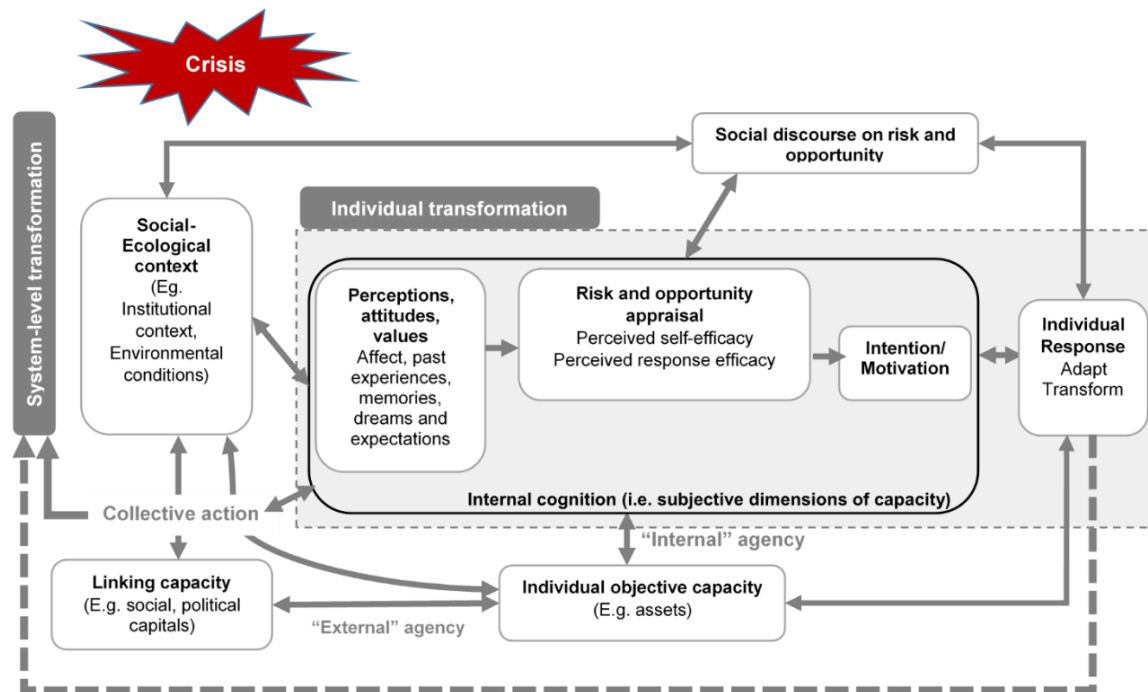 Crisis
System-level transformation
Social discourse on risk and
opportunity
Individual transformation
Social-
Ecological
context
(Eg.
Institutional
context,
Environmental
conditions)
Perceptions,
attitudes,
values
Affect, past
experiences,
memories,
dreams and
expectations
Risk and opportunity
appraisal
Perceived self-efficacy
Perceived response efficacy
Intention/
Motivation
Individual
Response
Adapt
Transform
Internal cognition (i.e. subjective dimensions of capacity)
Collective action
"Internal" agency
Linking capacity
(E.g. social, political
capitals)
"External" agency
Individual objective capacity
(E.g. assets)